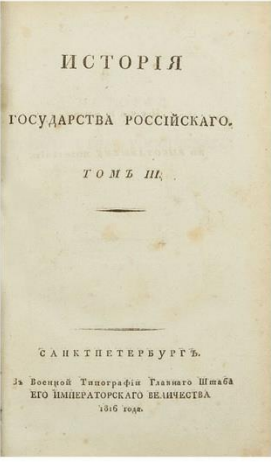 ИСТОРІЯ
ГОСУДАРСТВА РОССІЙСКАГО.
ТОМЪ III.
САНКТПЕТЕРБУРГЪ.
Въ Военной Типографіи Главнаго Штаба
ЕГО ИМПЕРАТОРСКАГО ВЕЛИЧЕСТВА
1816 года.